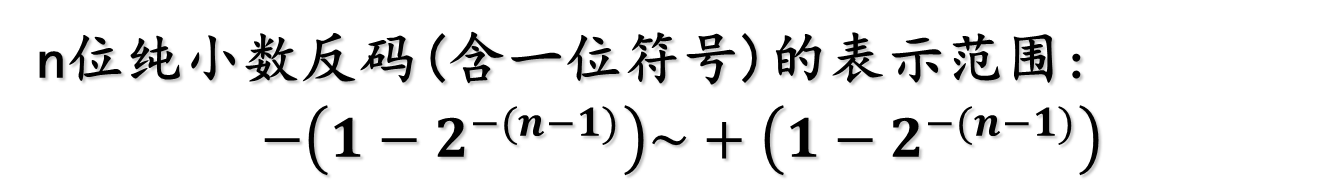 n位纯小数反码(含一位符号)的表示范围:
−(1 − 2^{−(n−1)})~ + (1 − 2^{−(n−1)})